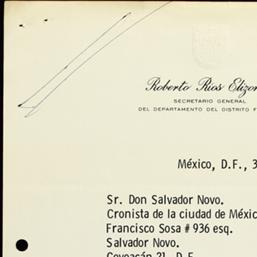 Roberto Rios Elizon
SECRETARIO GENERAL
DEL DEPARTAMENTO DEL DISTRITO F
México, D.F., 3
Sr. Don Salvador Novo.
Cronista de la ciudad de Méxic
Francisco Sosa # 936 esq.
Salvador Novo.
Coyoacán 21, D.F.